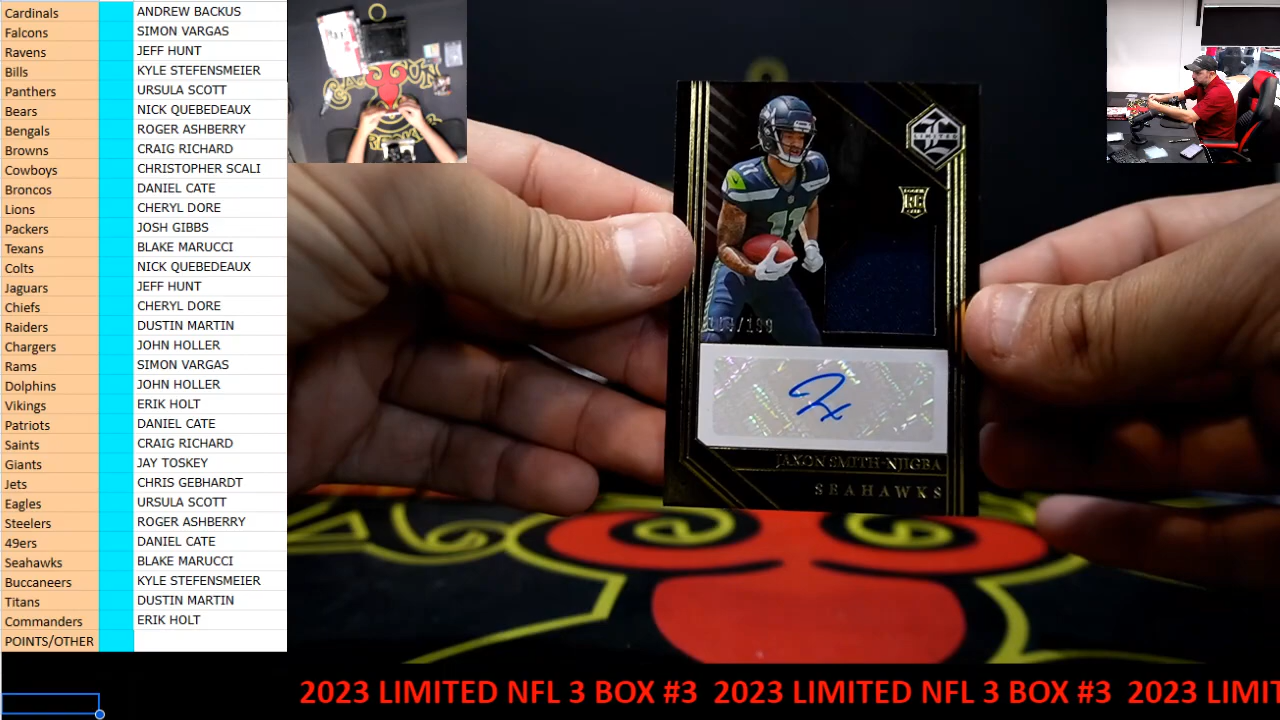 Cardinals ANDREW BACKUS
Falcons SIMON VARGAS
Ravens JEFF HUNT
Bills KYLE STEFENSMEIER
Panthers URSULA SCOTT
Bears NICK QUEBEDEAUX
Bengals ROGER ASHBERRY
Browns CRAIG RICHARD
Cowboys CHRISTOPHER SCALI
Broncos DANIEL CATE
Lions CHERYL DORE
Packers JOSH GIBBS
Texans BLAKE MARUCCI
Colts NICK QUEBEDEAUX
Jaguars JEFF HUNT
Chiefs CHERYL DORE
Raiders DUSTIN MARTIN
Chargers JOHN HOLLER
Rams SIMON VARGAS
Dolphins JOHN HOLLER
Vikings ERIK HOLT
Patriots DANIEL CATE
Saints CRAIG RICHARD
Giants JAY TOSKEY
Jets CHRIS GEBHARDT
Eagles URSULA SCOTT
Steelers ROGER ASHBERRY
49ers DANIEL CATE
Seahawks BLAKE MARUCCI
Buccaneers KYLE STEFENSMEIER
Titans DUSTIN MARTIN
Commanders ERIK HOLT
POINTS/OTHER
LIMITED
RC
11
JAXON SMITH-NJIGBA
SEAHAWKS
2023 LIMITED NFL 3 BOX #3 2023 LIMITED NFL 3 BOX #3 2023 LIMIT